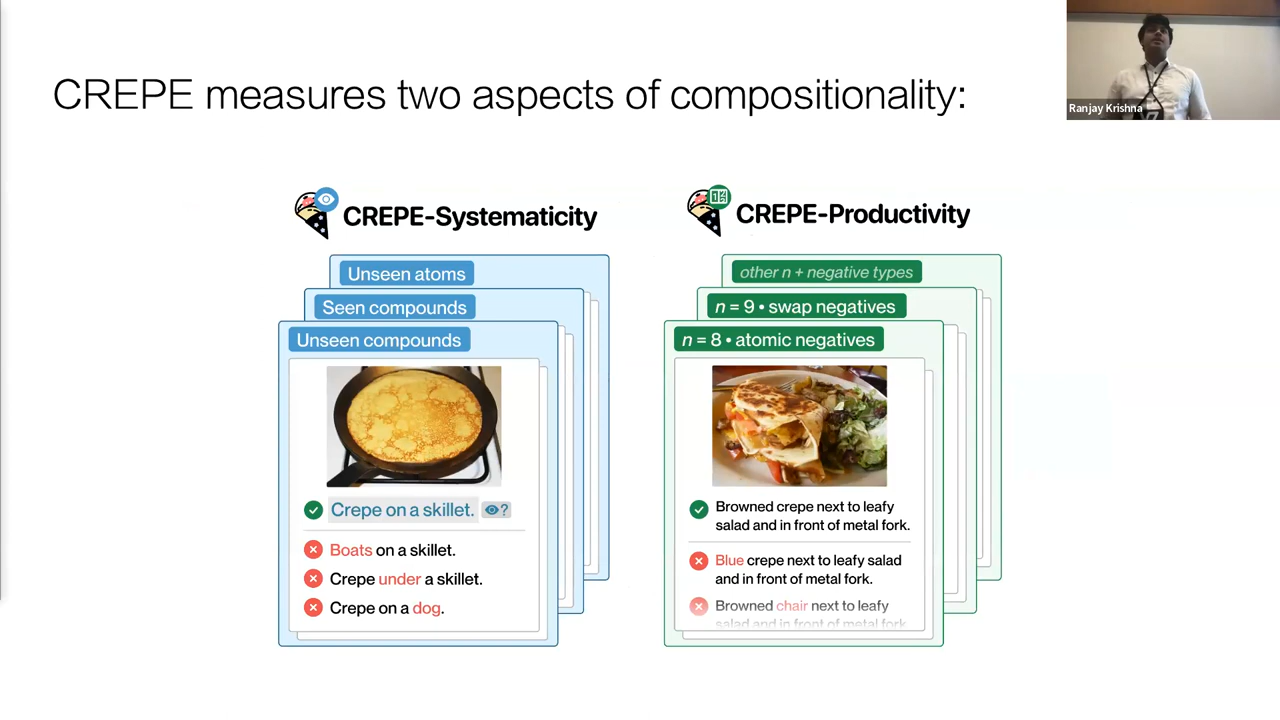 CREPE measures two aspects of compositionality:
Ranjay Krishna
CREPE-Systematicity
Unseen atoms
Seen compounds
Unseen compounds
Crepe on a skillet. ?
Boats on a skillet.
Crepe under a skillet.
Crepe on a dog.
CREPE-Productivity
other n + negative types
n = 9 • swap negatives
n = 8 • atomic negatives
Browned crepe next to leafy
salad and in front of metal fork.
Blue crepe next to leafy salad
and in front of metal fork.
Browned chair next to leafy
salad and in front of metal fork